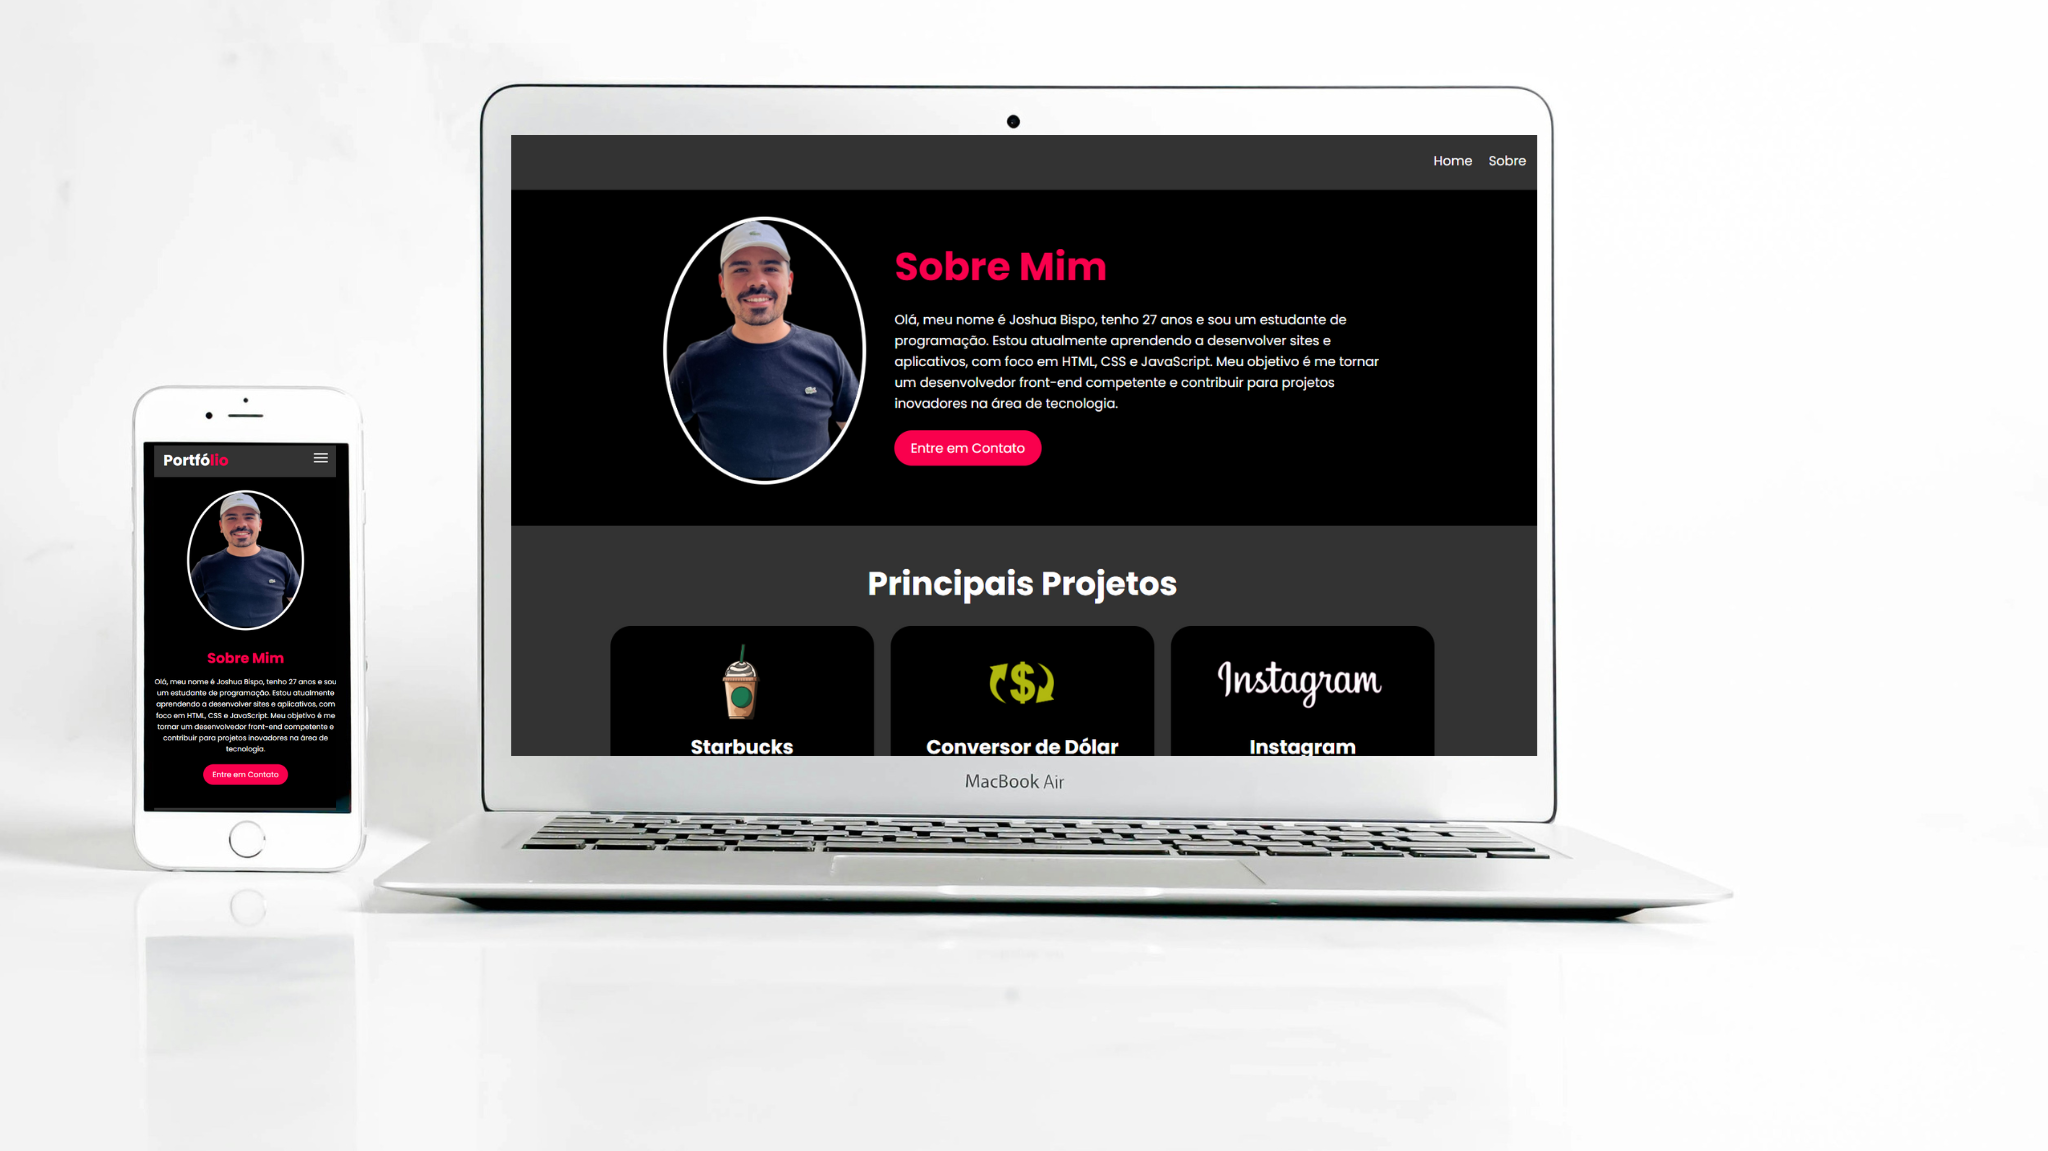 Home Sobre
Sobre Mim
Olá, meu nome é Joshua Bispo, tenho 27 anos e sou um estudante de
programação. Estou atualmente aprendendo a desenvolver sites e
aplicativos, com foco em HTML, CSS e JavaScript. Meu objetivo é me tornar
um desenvolvedor front-end competente e contribuir para projetos
inovadores na área de tecnologia.
Entre em Contato
Principais Projetos
Instagram
Starbucks
Conversor de Dólar
Instagram
MacBook Air
Portfólio
Sobre Mim
Olá, meu nome é Joshua Bispo, tenho 27 anos e sou
um estudante de programação. Estou atualmente
aprendendo a desenvolver sites e aplicativos, com
foco em HTML, CSS e JavaScript. Meu objetivo é me
tornar um desenvolvedor front-end competente e
contribuir para projetos inovadores na área de
tecnologia.
Entre em Contato